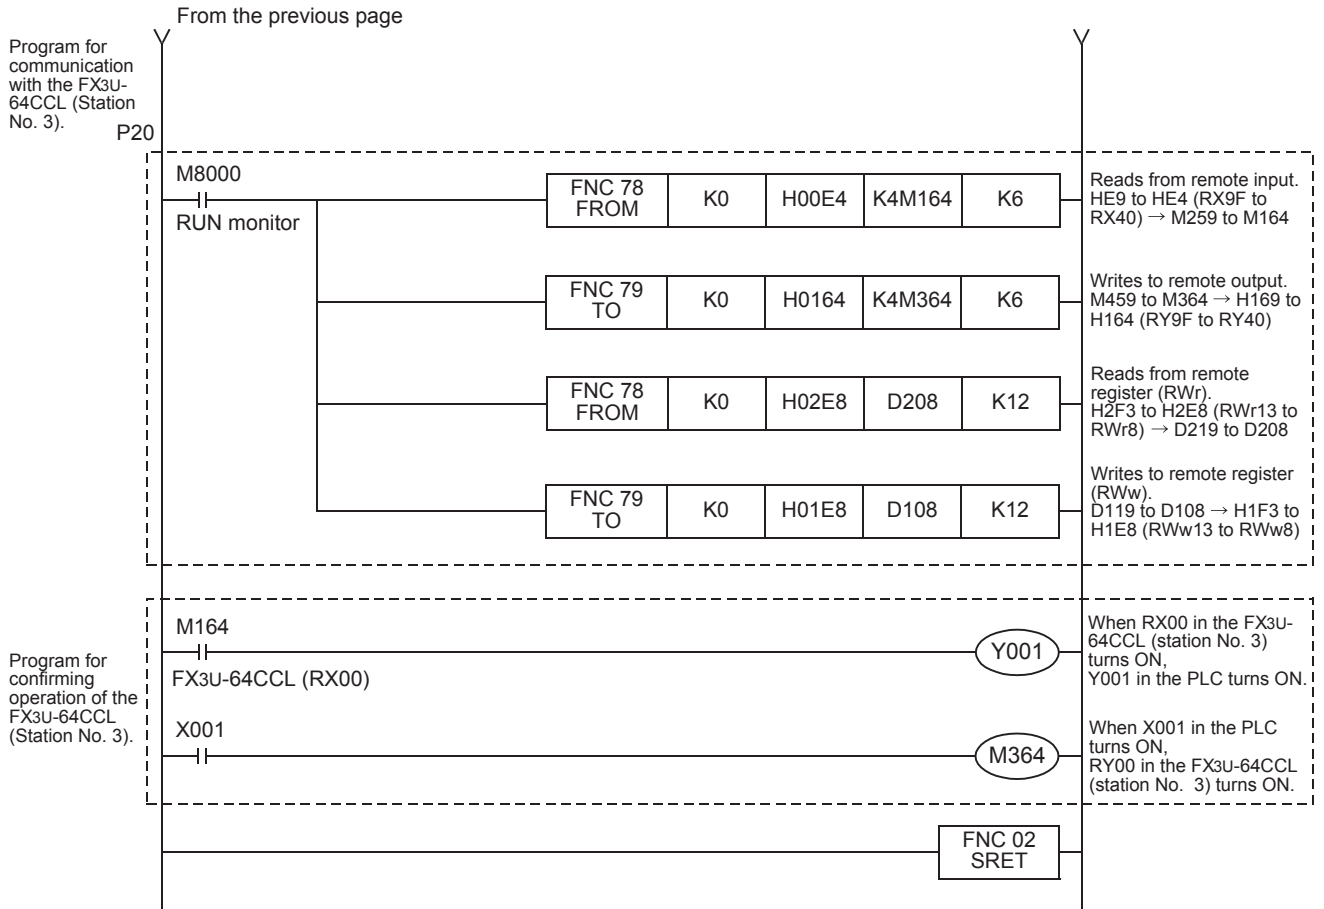 From the previous page
Program for
communication
with the FX3U-
64CCL (Station
No. 3).
P20
M8000
RUN monitor
FNC 78
FROM
K0
H00E4
K4M164
K6
Reads from remote input.
HE9 to HE4 (RX9F to
RX40) → M259 to M164
FNC 79
TO
K0
H0164
K4M364
K6
Writes to remote output.
M459 to M364 → H169 to
H164 (RY9F to RY40)
FNC 78
FROM
K0
H02E8
D208
K12
Reads from remote
register (RWr).
H2F3 to H2E8 (RWr13 to
RWr8) → D219 to D208
FNC 79
TO
K0
H01E8
D108
K12
Writes to remote register
(RWw).
D119 to D108 → H1F3 to
H1E8 (RWw13 to RWw8)
Program for
confirming
operation of the
FX3U-64CCL
(Station No. 3).
M164
FX3U-64CCL (RX00)
Y001
When RX00 in the FX3U-
64CCL (station No. 3)
turns ON,
Y001 in the PLC turns ON.
X001
M364
When X001 in the PLC
turns ON,
RY00 in the FX3U-64CCL
(station No. 3) turns ON.
FNC 02
SRET